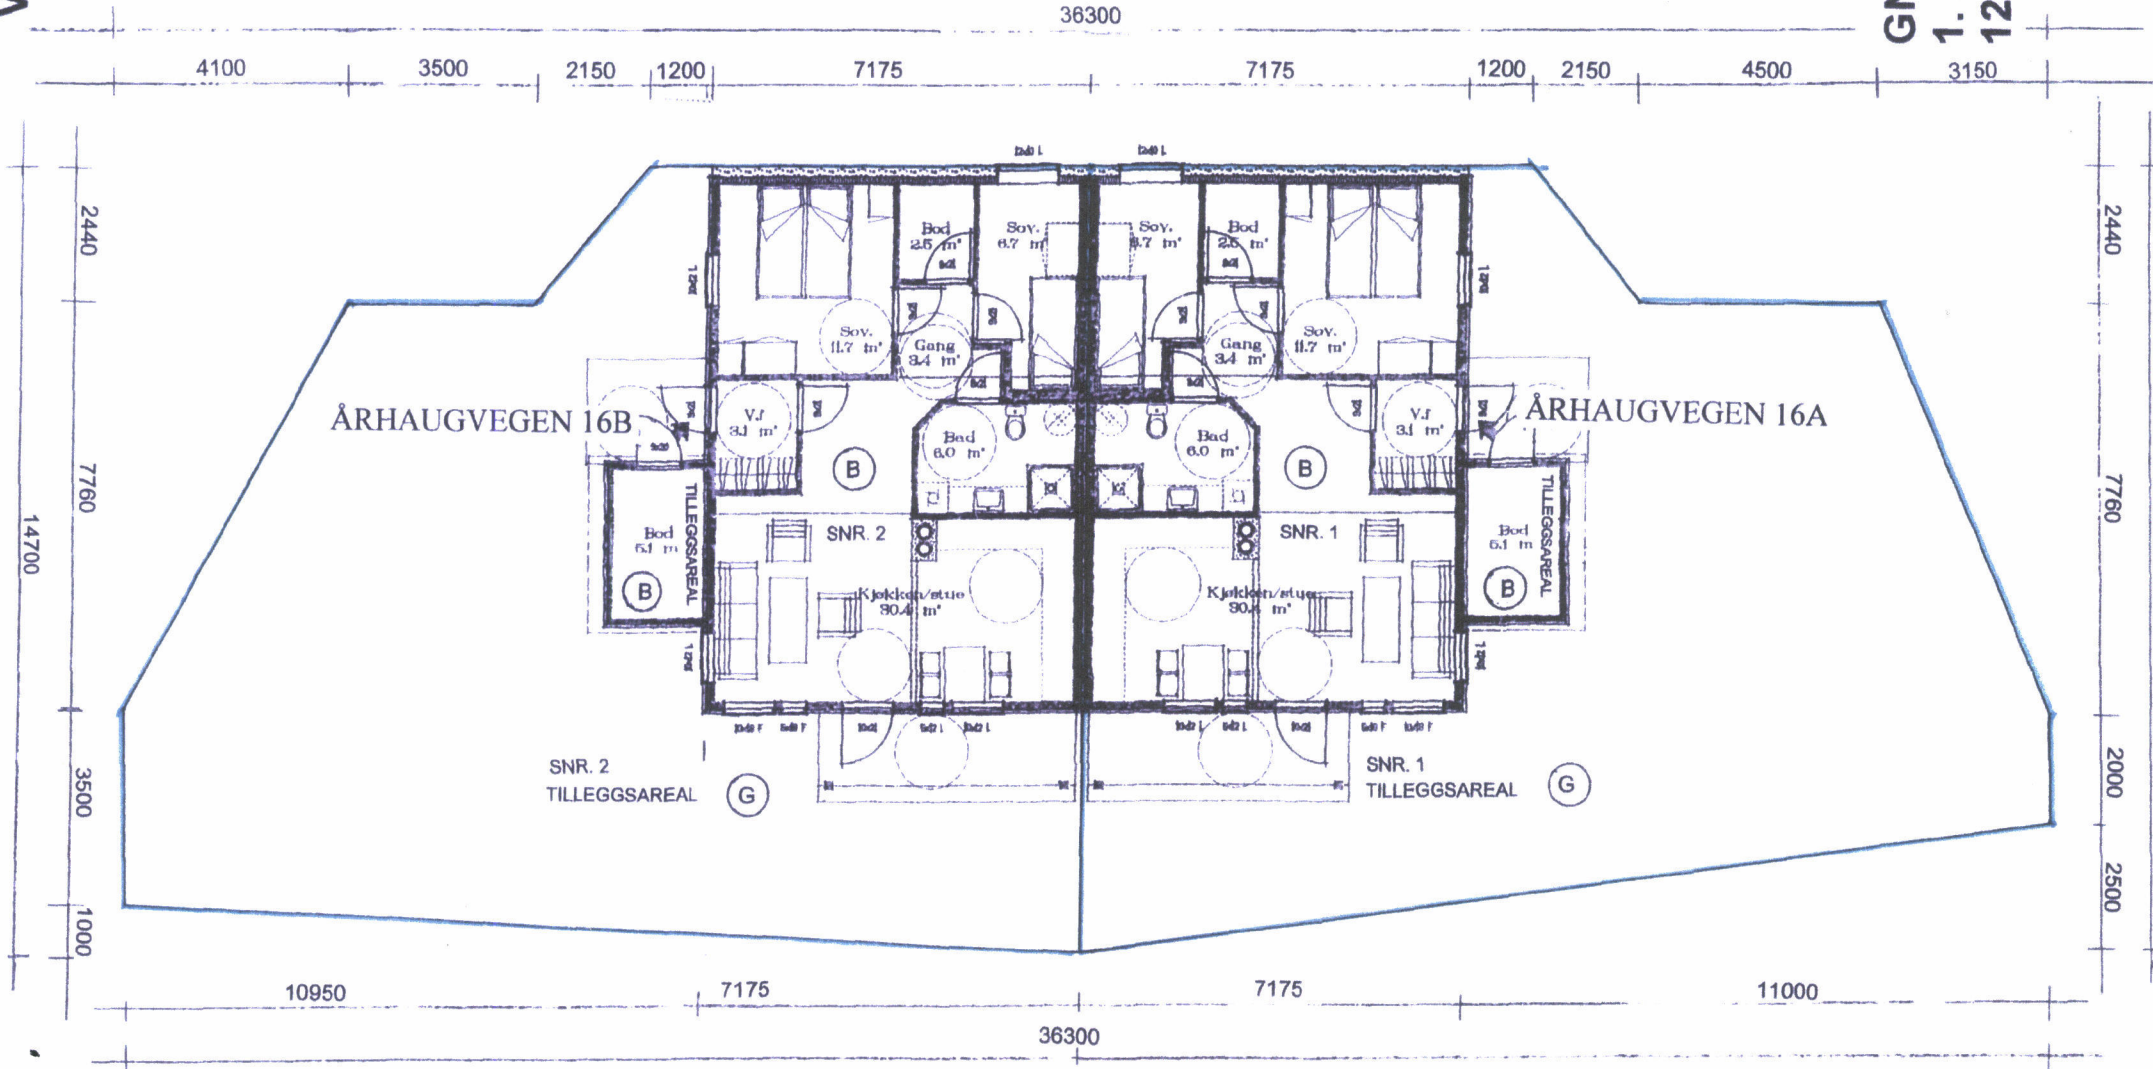 36300
GN
1.
12
4100 3500 2150 1200 7175 7175 1200 2150 4500 3150
2440
7760
14700
3500
1000
2440
7760
2000
2500
Bod
2.5 m²
Sov.
6.7 m²
Sov.
6.7 m²
Bod
2.5 m²
Sov.
11.7 m²
Gang
3.4 m²
Gang
3.4 m²
Sov.
11.7 m²
ÅRHAUGVEGEN 16B
V.f
3.1 m²
Bad
6.0 m²
Bad
6.0 m²
V.f
3.1 m²
ÅRHAUGVEGEN 16A
B
B
SNR. 2
SNR. 1
Bod
5.1 m
TILLEGGSAREAL
B
Kjøkken/stue
30.4 m²
Kjøkken/stue
30.4 m²
Bod
5.1 m
TILLEGGSAREAL
B
SNR. 2
TILLEGGSAREAL G
SNR. 1
TILLEGGSAREAL G
10950 7175 7175 11000
36300